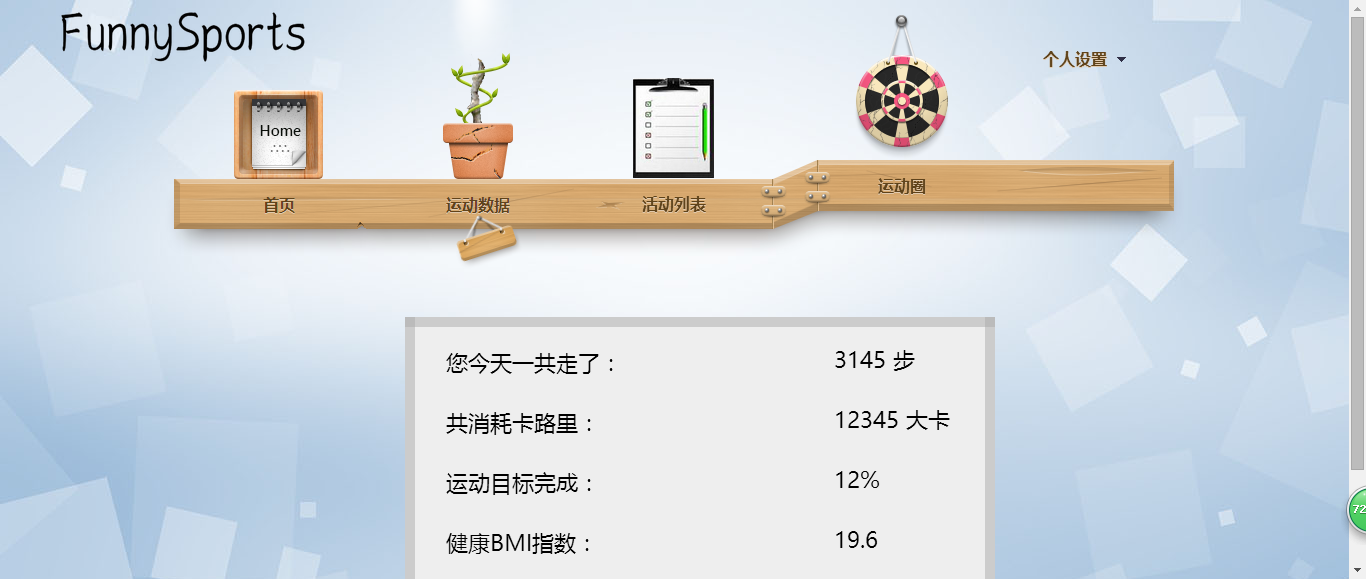 FunnySports
个人设置
Home
首页
运动数据
活动列表
运动圈
您今天一共走了： 3145 步
共消耗卡路里： 12345 大卡
运动目标完成： 12%
健康BMI指数： 19.6
72